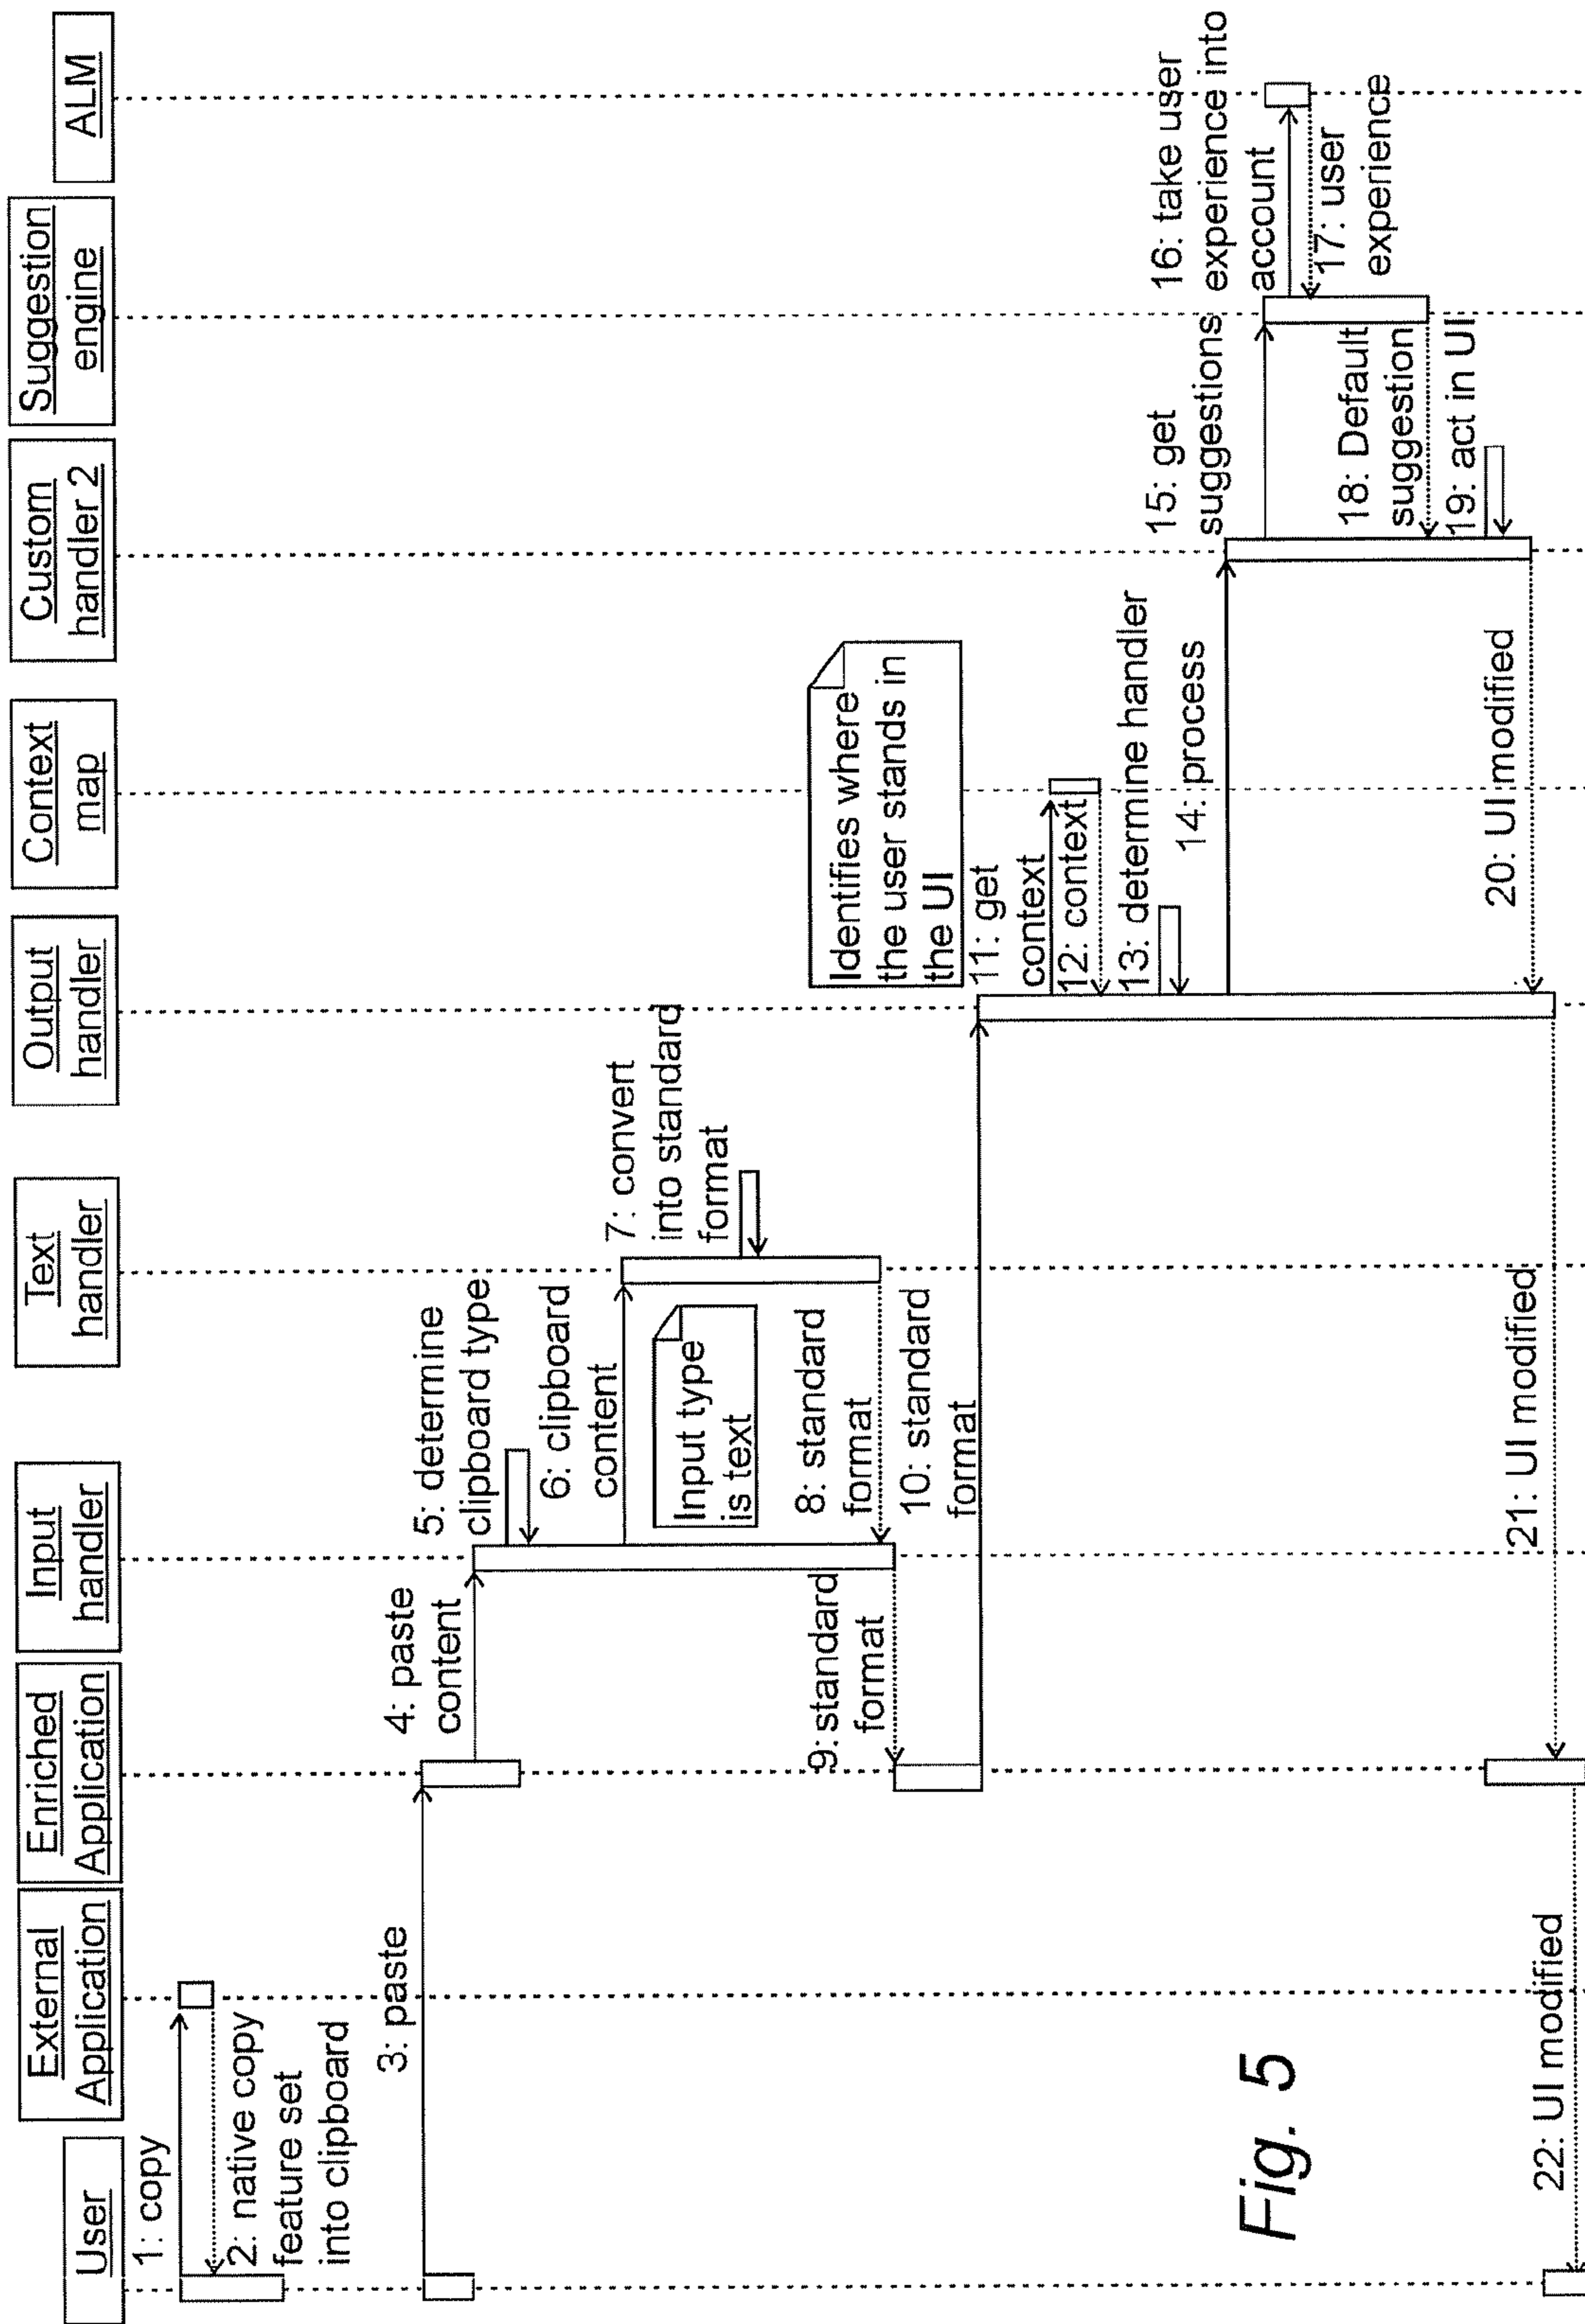 User
External
Application
Enriched
Application
Input
handler
Text
handler
Output
handler
Context
map
Custom
handler 2
Suggestion
engine
ALM
1: copy
2: native copy
feature set
into clipboard
3: paste
4: paste
content
5: determine
clipboard type
6: clipboard
content
Input type
is text
7: convert
into standard
format
8: standard
format
9: standard
format
10: standard
format
Identifies where
the user stands in
the UI
11: get
context
12: context
13: determine handler
14: process
15: get
suggestions
16: take user
experience into
account
17: user
experience
18: Default
suggestion
19: act in UI
20: UI modified
21: UI modified
22: UI modified
Fig. 5